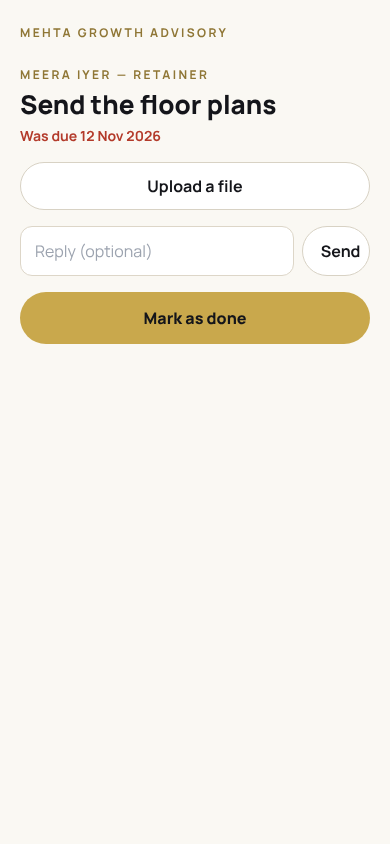 MEHTA GROWTH ADVISORY
MEERA IYER — RETAINER
Send the floor plans
Was due 12 Nov 2026
Upload a file
Reply (optional)
Send
Mark as done